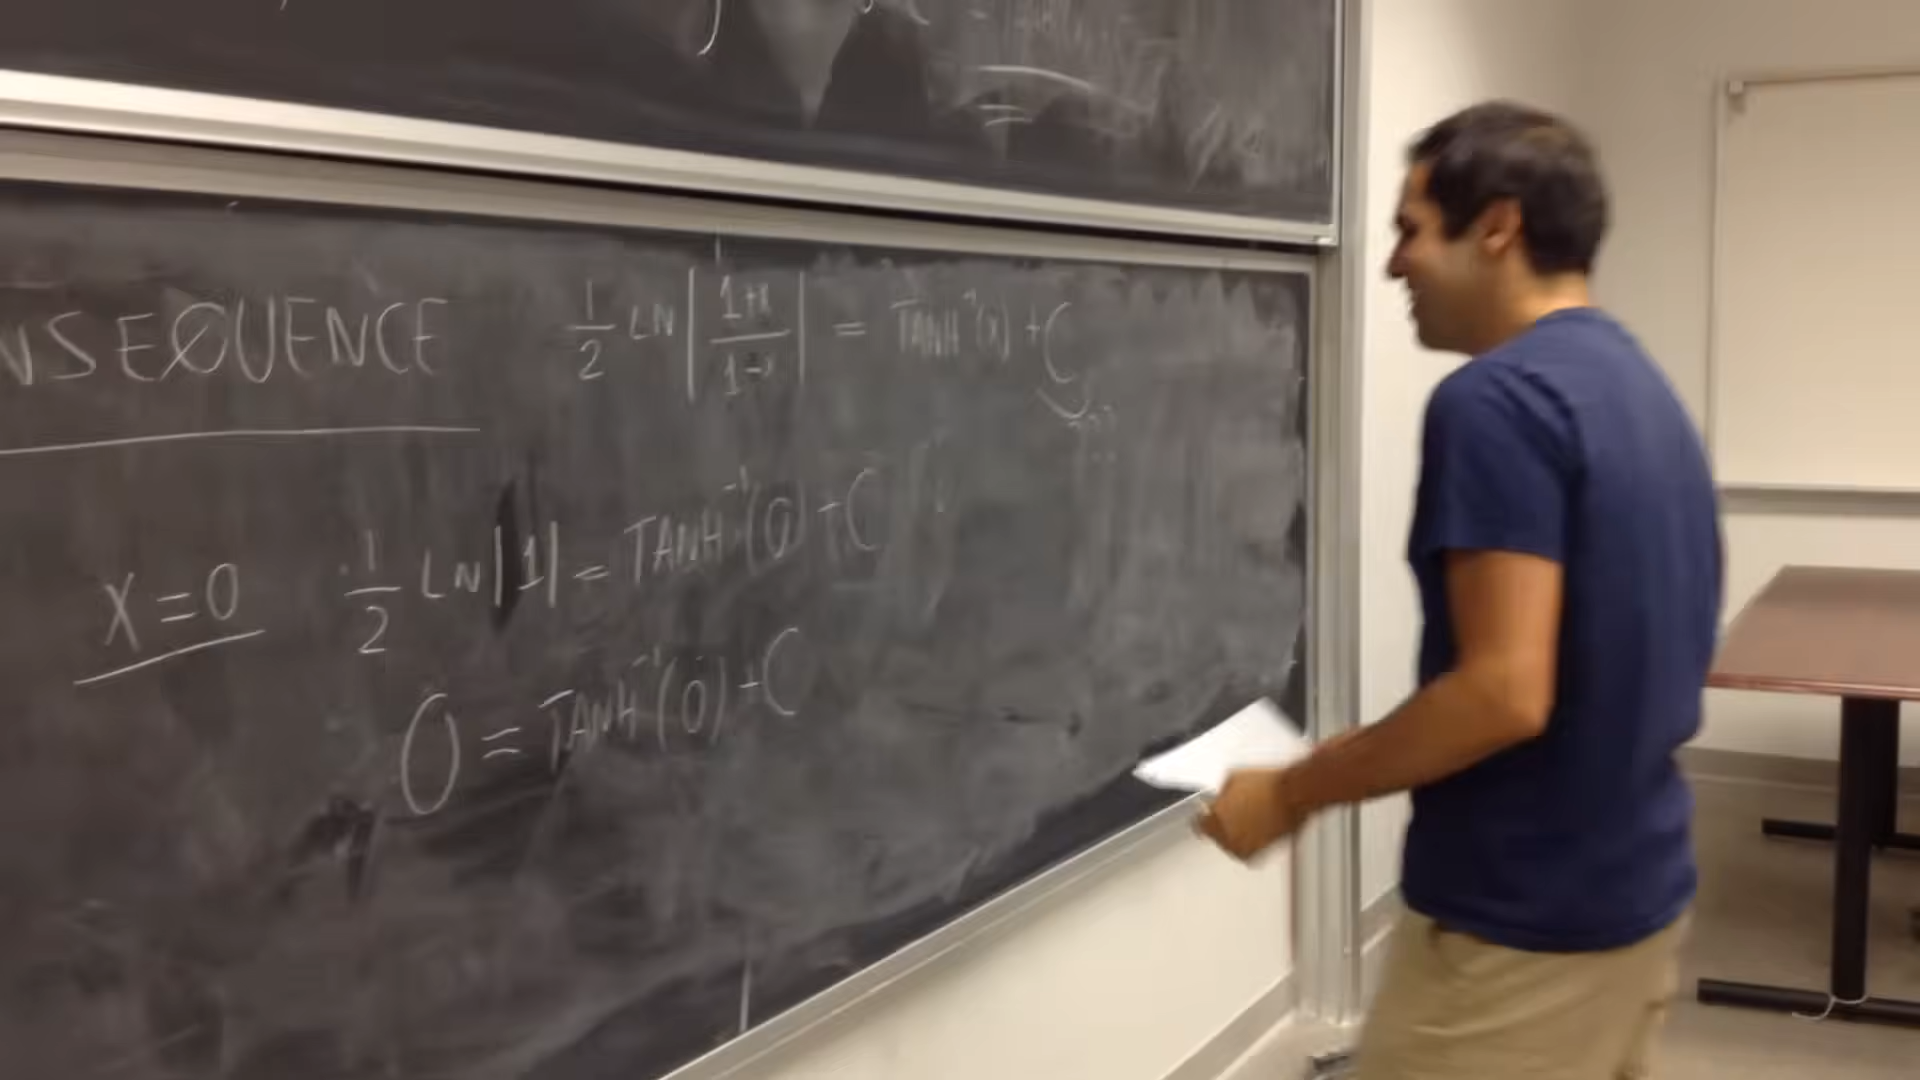 NSEQUENCE
1/2 LN|1+x/1-x| = TANH⁻¹(x) + C
X = 0
1/2 LN|1| = TANH⁻¹(0) + C
0 = TANH⁻¹(0) + C